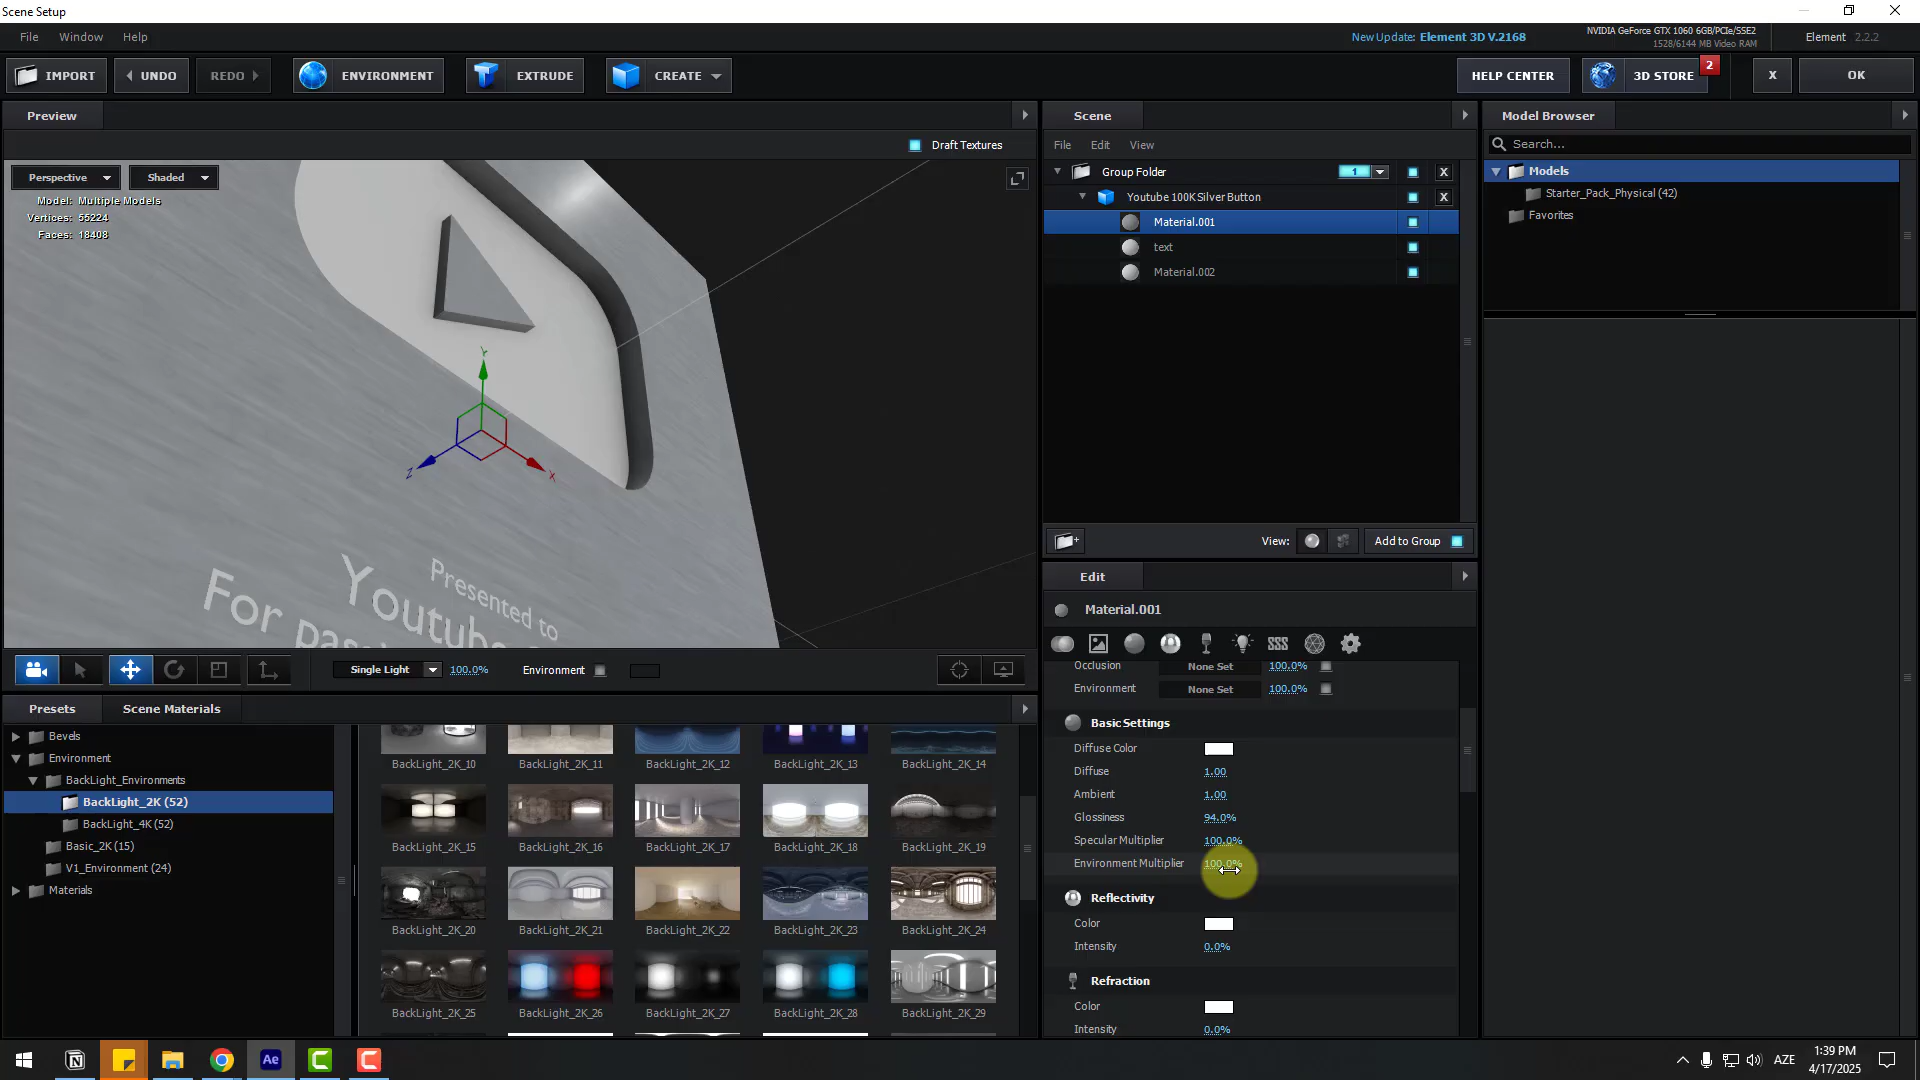 Scene Setup
File Window Help
New Update: Element 3D V.2168
NVIDIA GeForce GTX 1060 6GB/PCIe/SSE2
1528/6144 MB Video RAM
Element 2.2.2
IMPORT
UNDO
REDO
ENVIRONMENT
EXTRUDE
CREATE
HELP CENTER
3D STORE
2
X
OK
Preview
Draft Textures
Perspective
Shaded
Model: Multiple Models
Vertices: 55224
Faces: 18408
Y
Z
X
Presented to
For
Single Light
100.0%
Environment
Presets
Scene Materials
Bevels
Environment
BackLight_Environments
BackLight_2K (52)
BackLight_4K (52)
Basic_2K (15)
V1_Environment (24)
Materials
BackLight_2K_10
BackLight_2K_11
BackLight_2K_12
BackLight_2K_13
BackLight_2K_14
BackLight_2K_15
BackLight_2K_16
BackLight_2K_17
BackLight_2K_18
BackLight_2K_19
BackLight_2K_20
BackLight_2K_21
BackLight_2K_22
BackLight_2K_23
BackLight_2K_24
BackLight_2K_25
BackLight_2K_26
BackLight_2K_27
BackLight_2K_28
BackLight_2K_29
Scene
File Edit View
Group Folder
1
X
Youtube 100K Silver Button
X
Material.001
text
Material.002
View:
Add to Group
Edit
Material.001
Occlusion None Set 100.0%
Environment None Set 100.0%
Basic Settings
Diffuse Color
Diffuse 1.00
Ambient 1.00
Glossiness 94.0%
Specular Multiplier 100.0%
Environment Multiplier 100.0%
Reflectivity
Color
Intensity 0.0%
Refraction
Color
Intensity 0.0%
Model Browser
Search...
Models
Starter_Pack_Physical (42)
Favorites
Ae
AZE
1:39 PM
4/17/2025